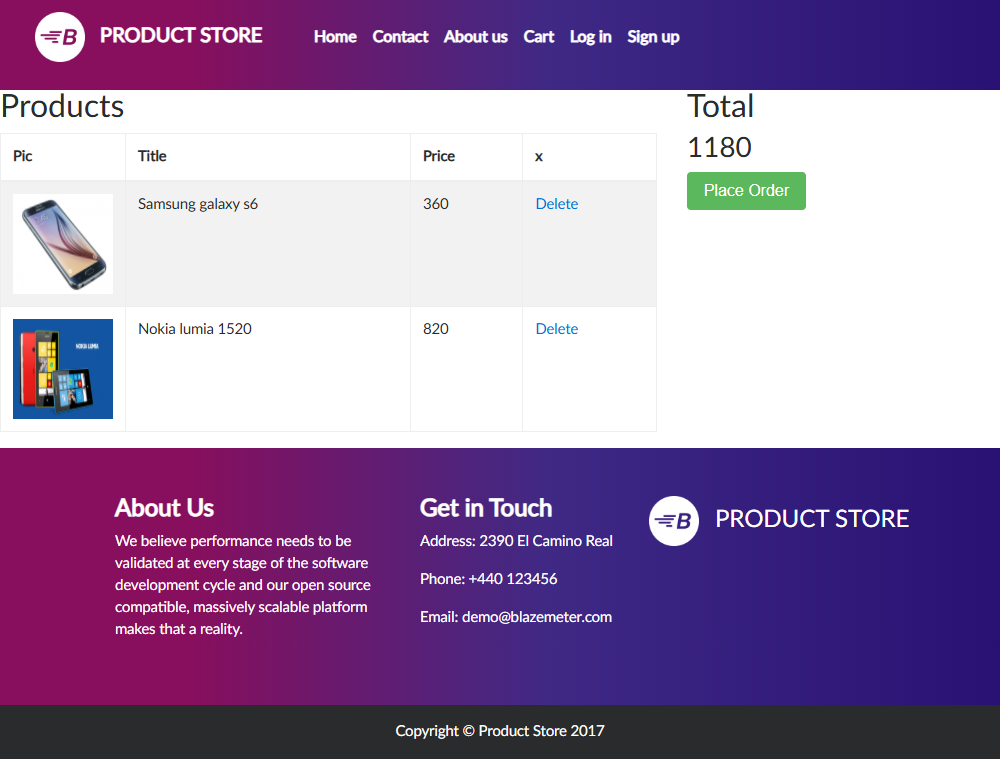 B PRODUCT STORE Home Contact About us Cart Log in Sign up
Products
Pic Title Price x
Samsung galaxy s6 360 Delete
Nokia lumia 1520 820 Delete
NOKIA LUMIA
Total
1180
Place Order
About Us
We believe performance needs to be
validated at every stage of the software
development cycle and our open source
compatible, massively scalable platform
makes that a reality.
Get in Touch
Address: 2390 El Camino Real
Phone: +440 123456
Email: demo@blazemeter.com
B PRODUCT STORE
Copyright © Product Store 2017